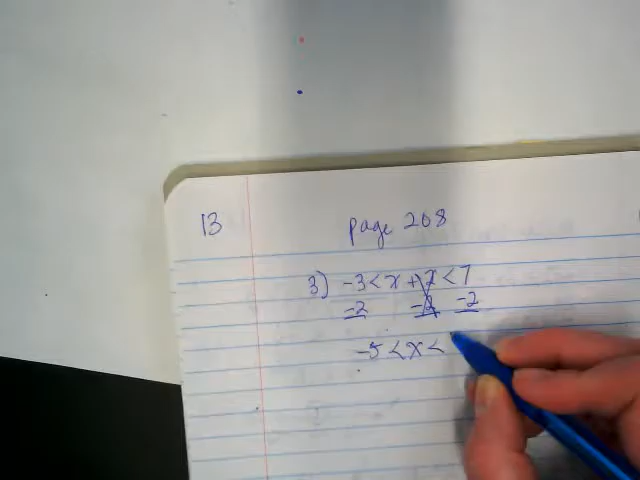 13
page 208
3) -3 < x + 2 < 7
-2 -2 -2
-5 < x <